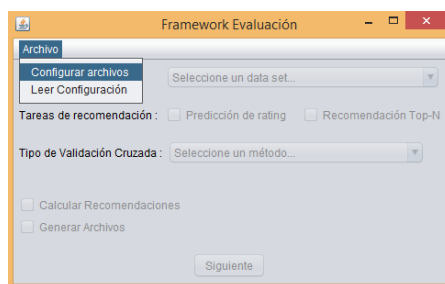 Framework Evaluación
Archivo
Configurar archivos
Leer Configuración
Seleccione un data set...
Tareas de recomendación : Predicción de rating Recomendación Top-N
Tipo de Validación Cruzada : Seleccione un método...
Calcular Recomendaciones
Generar Archivos
Siguiente